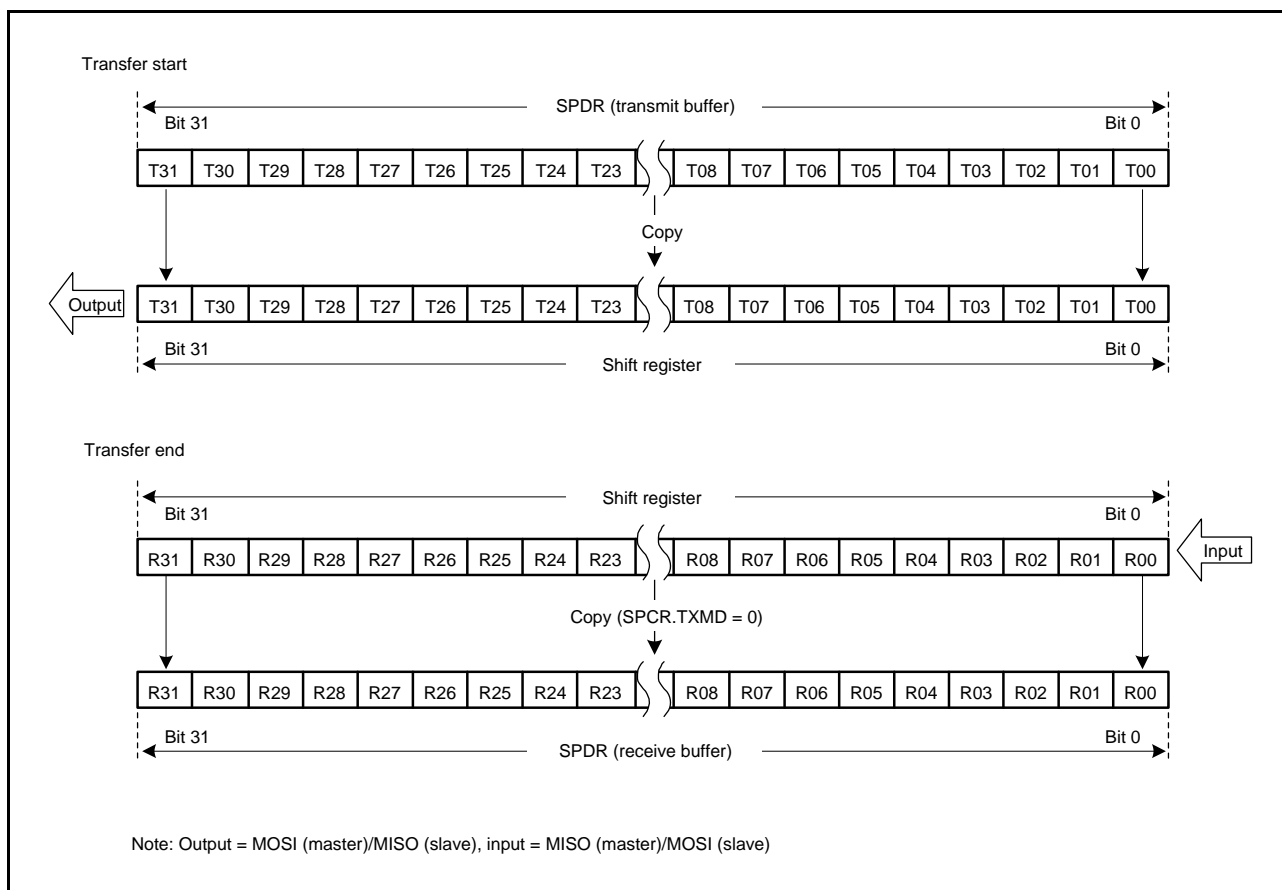 Transfer start
SPDR (transmit buffer)
Bit 31 Bit 0
T31 T30 T29 T28 T27 T26 T25 T24 T23 T08 T07 T06 T05 T04 T03 T02 T01 T00
Copy
Output T31 T30 T29 T28 T27 T26 T25 T24 T23 T08 T07 T06 T05 T04 T03 T02 T01 T00
Bit 31 Bit 0
Shift register
Transfer end
Shift register
Bit 31 Bit 0
R31 R30 R29 R28 R27 R26 R25 R24 R23 R08 R07 R06 R05 R04 R03 R02 R01 R00 Input
Copy (SPCR.TXMD = 0)
R31 R30 R29 R28 R27 R26 R25 R24 R23 R08 R07 R06 R05 R04 R03 R02 R01 R00
Bit 31 Bit 0
SPDR (receive buffer)
Note: Output = MOSI (master)/MISO (slave), input = MISO (master)/MOSI (slave)